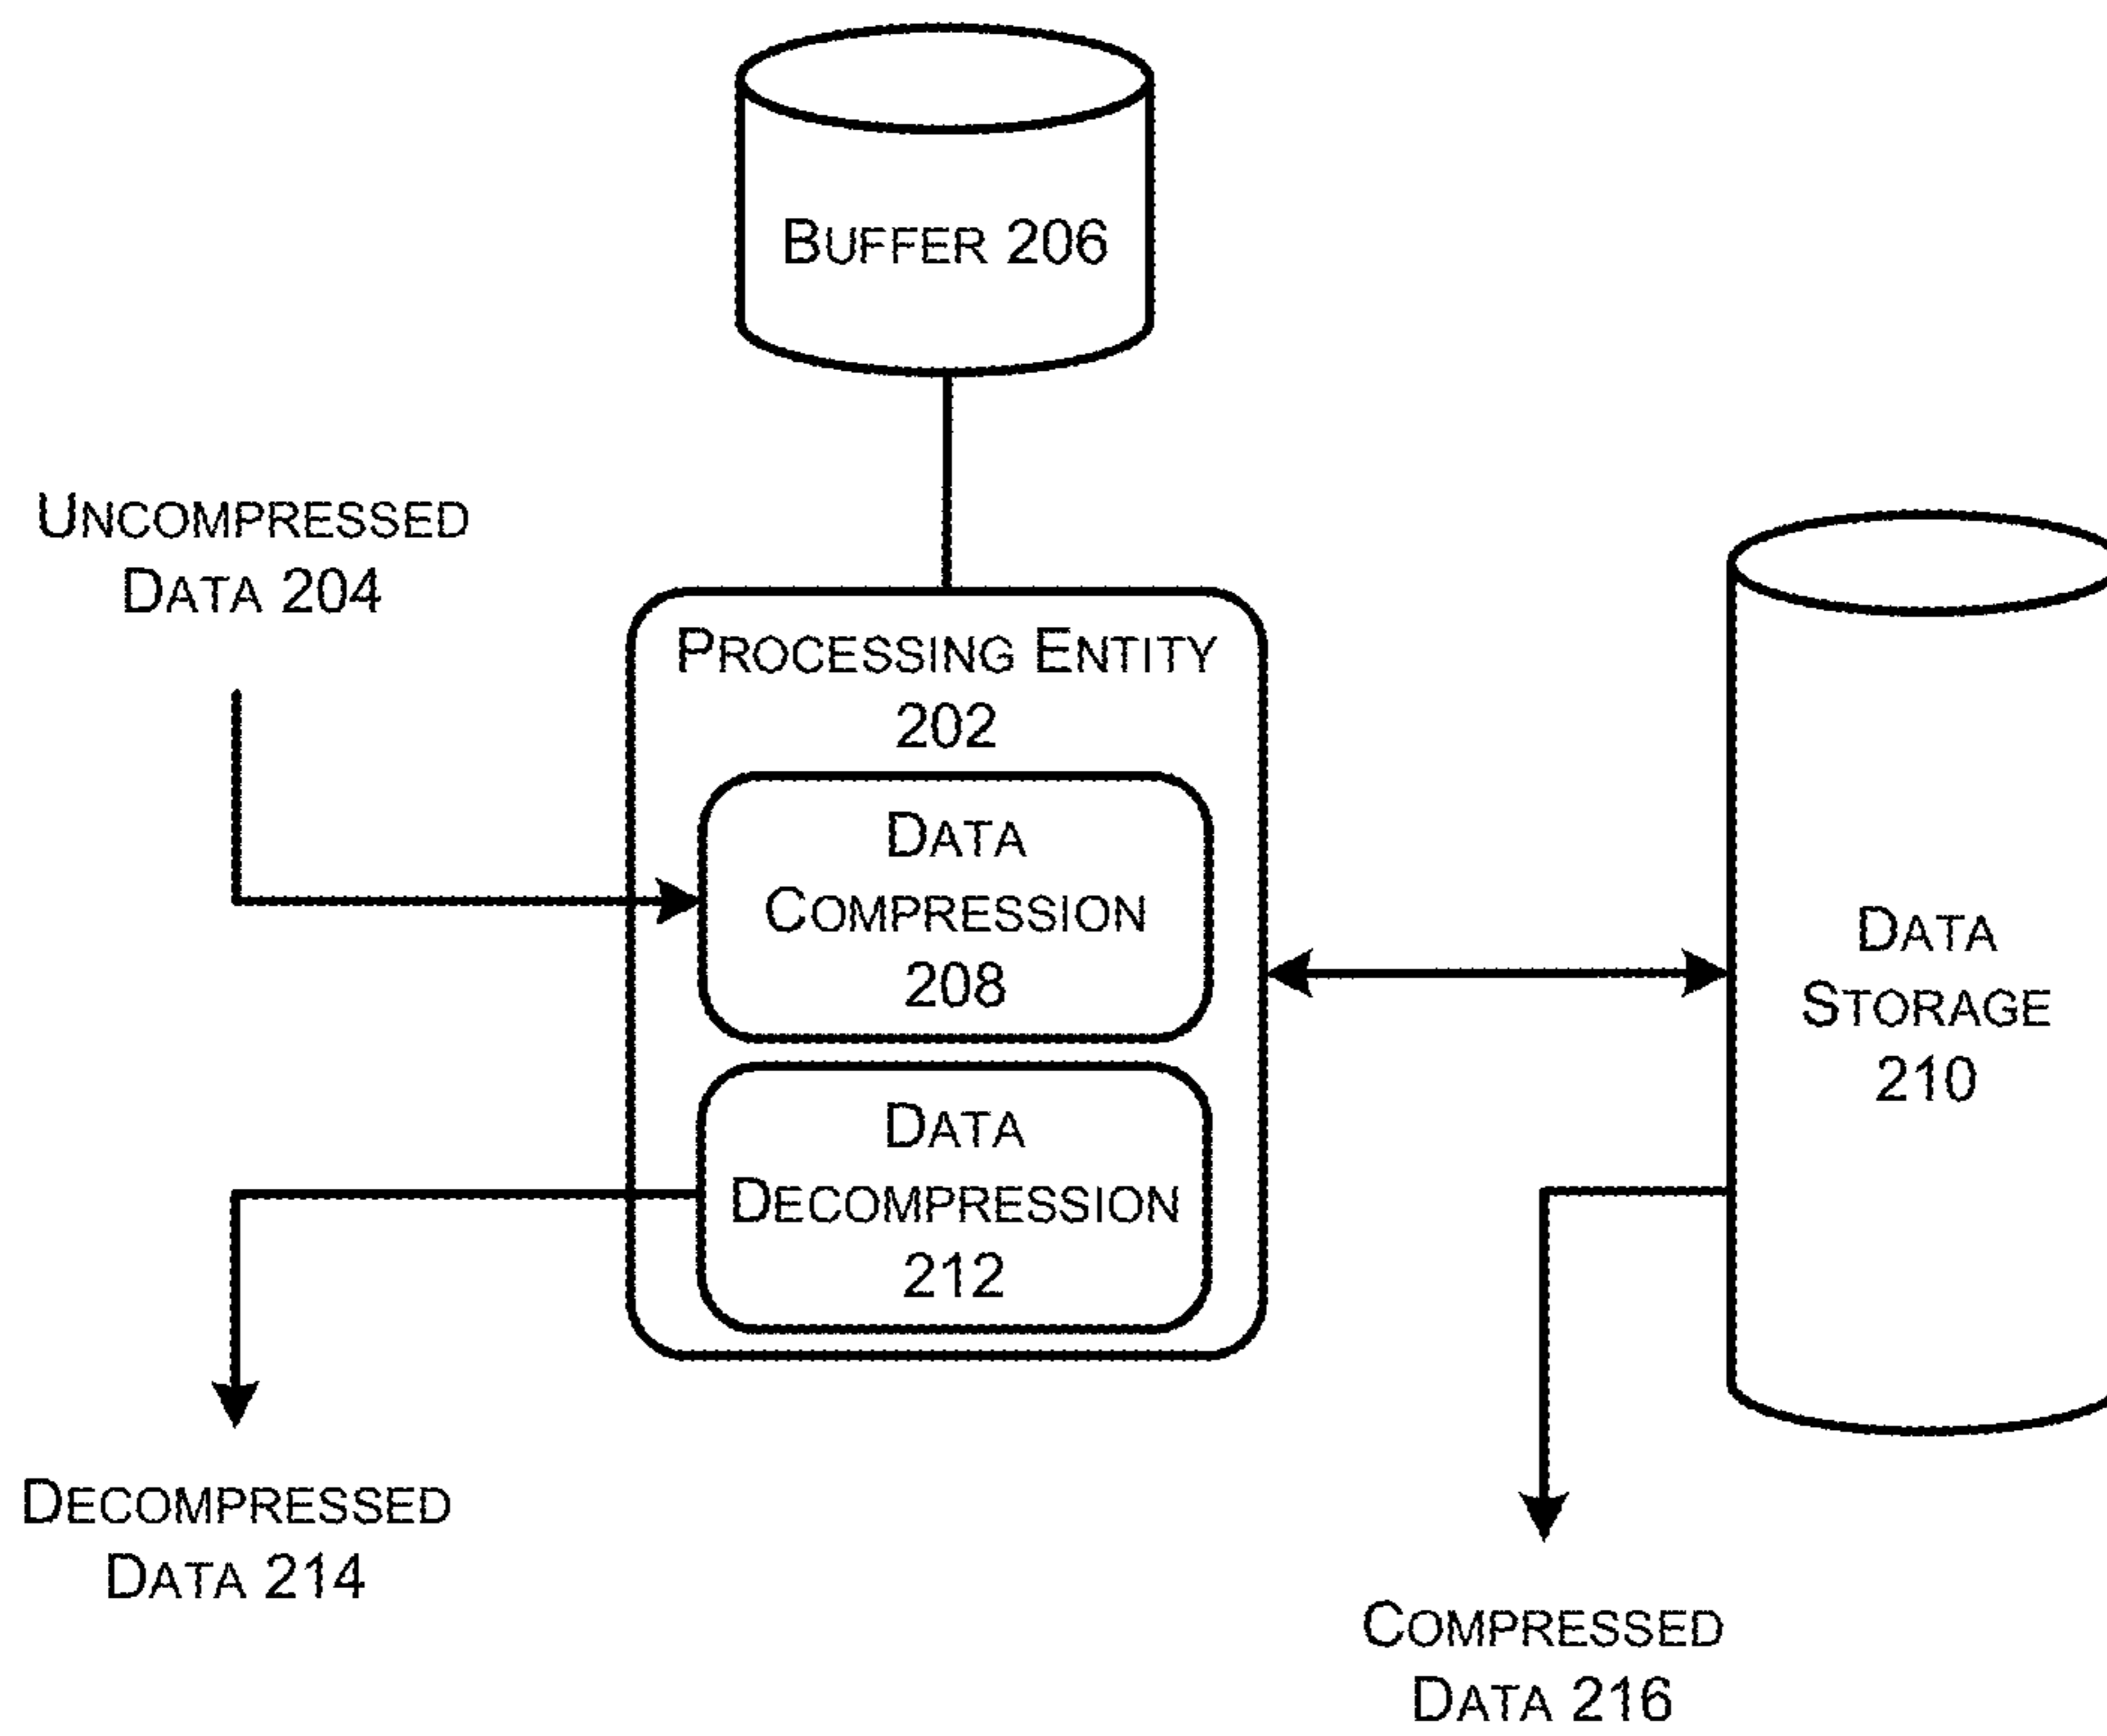 BUFFER 206
UNCOMPRESSED
DATA 204
PROCESSING ENTITY
202
DATA
COMPRESSION
208
DATA
DECOMPRESSION
212
DATA
STORAGE
210
DECOMPRESSED
DATA 214
COMPRESSED
DATA 216